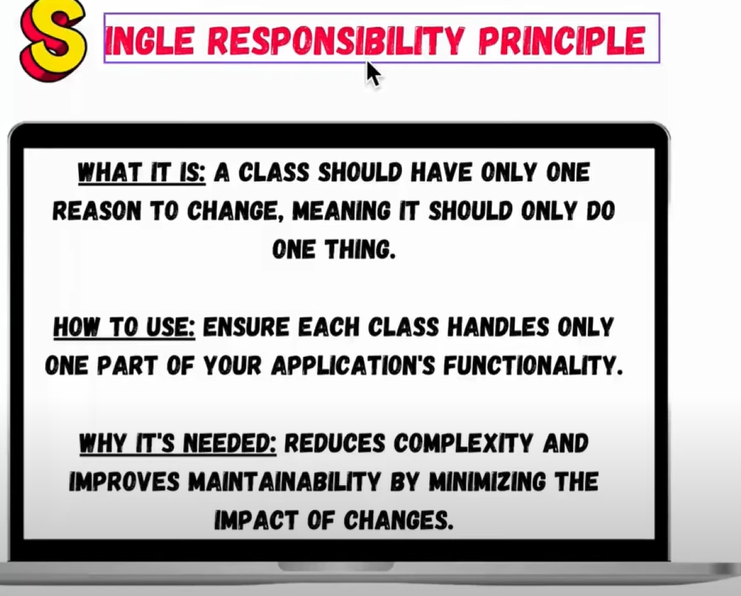 SINGLE RESPONSIBILITY PRINCIPLE
WHAT IT IS: A CLASS SHOULD HAVE ONLY ONE
REASON TO CHANGE, MEANING IT SHOULD ONLY DO
ONE THING.
HOW TO USE: ENSURE EACH CLASS HANDLES ONLY
ONE PART OF YOUR APPLICATION'S FUNCTIONALITY.
WHY IT'S NEEDED: REDUCES COMPLEXITY AND
IMPROVES MAINTAINABILITY BY MINIMIZING THE
IMPACT OF CHANGES.